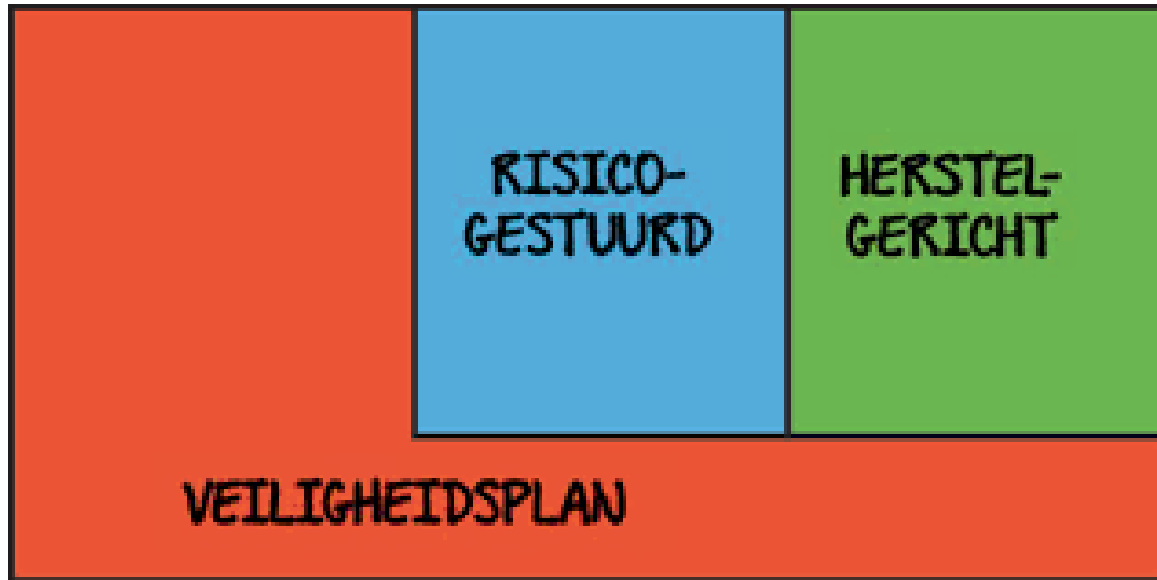 RISICO-
GESTUURD
HERSTEL-
GERICHT
VEILIGHEIDSPLAN